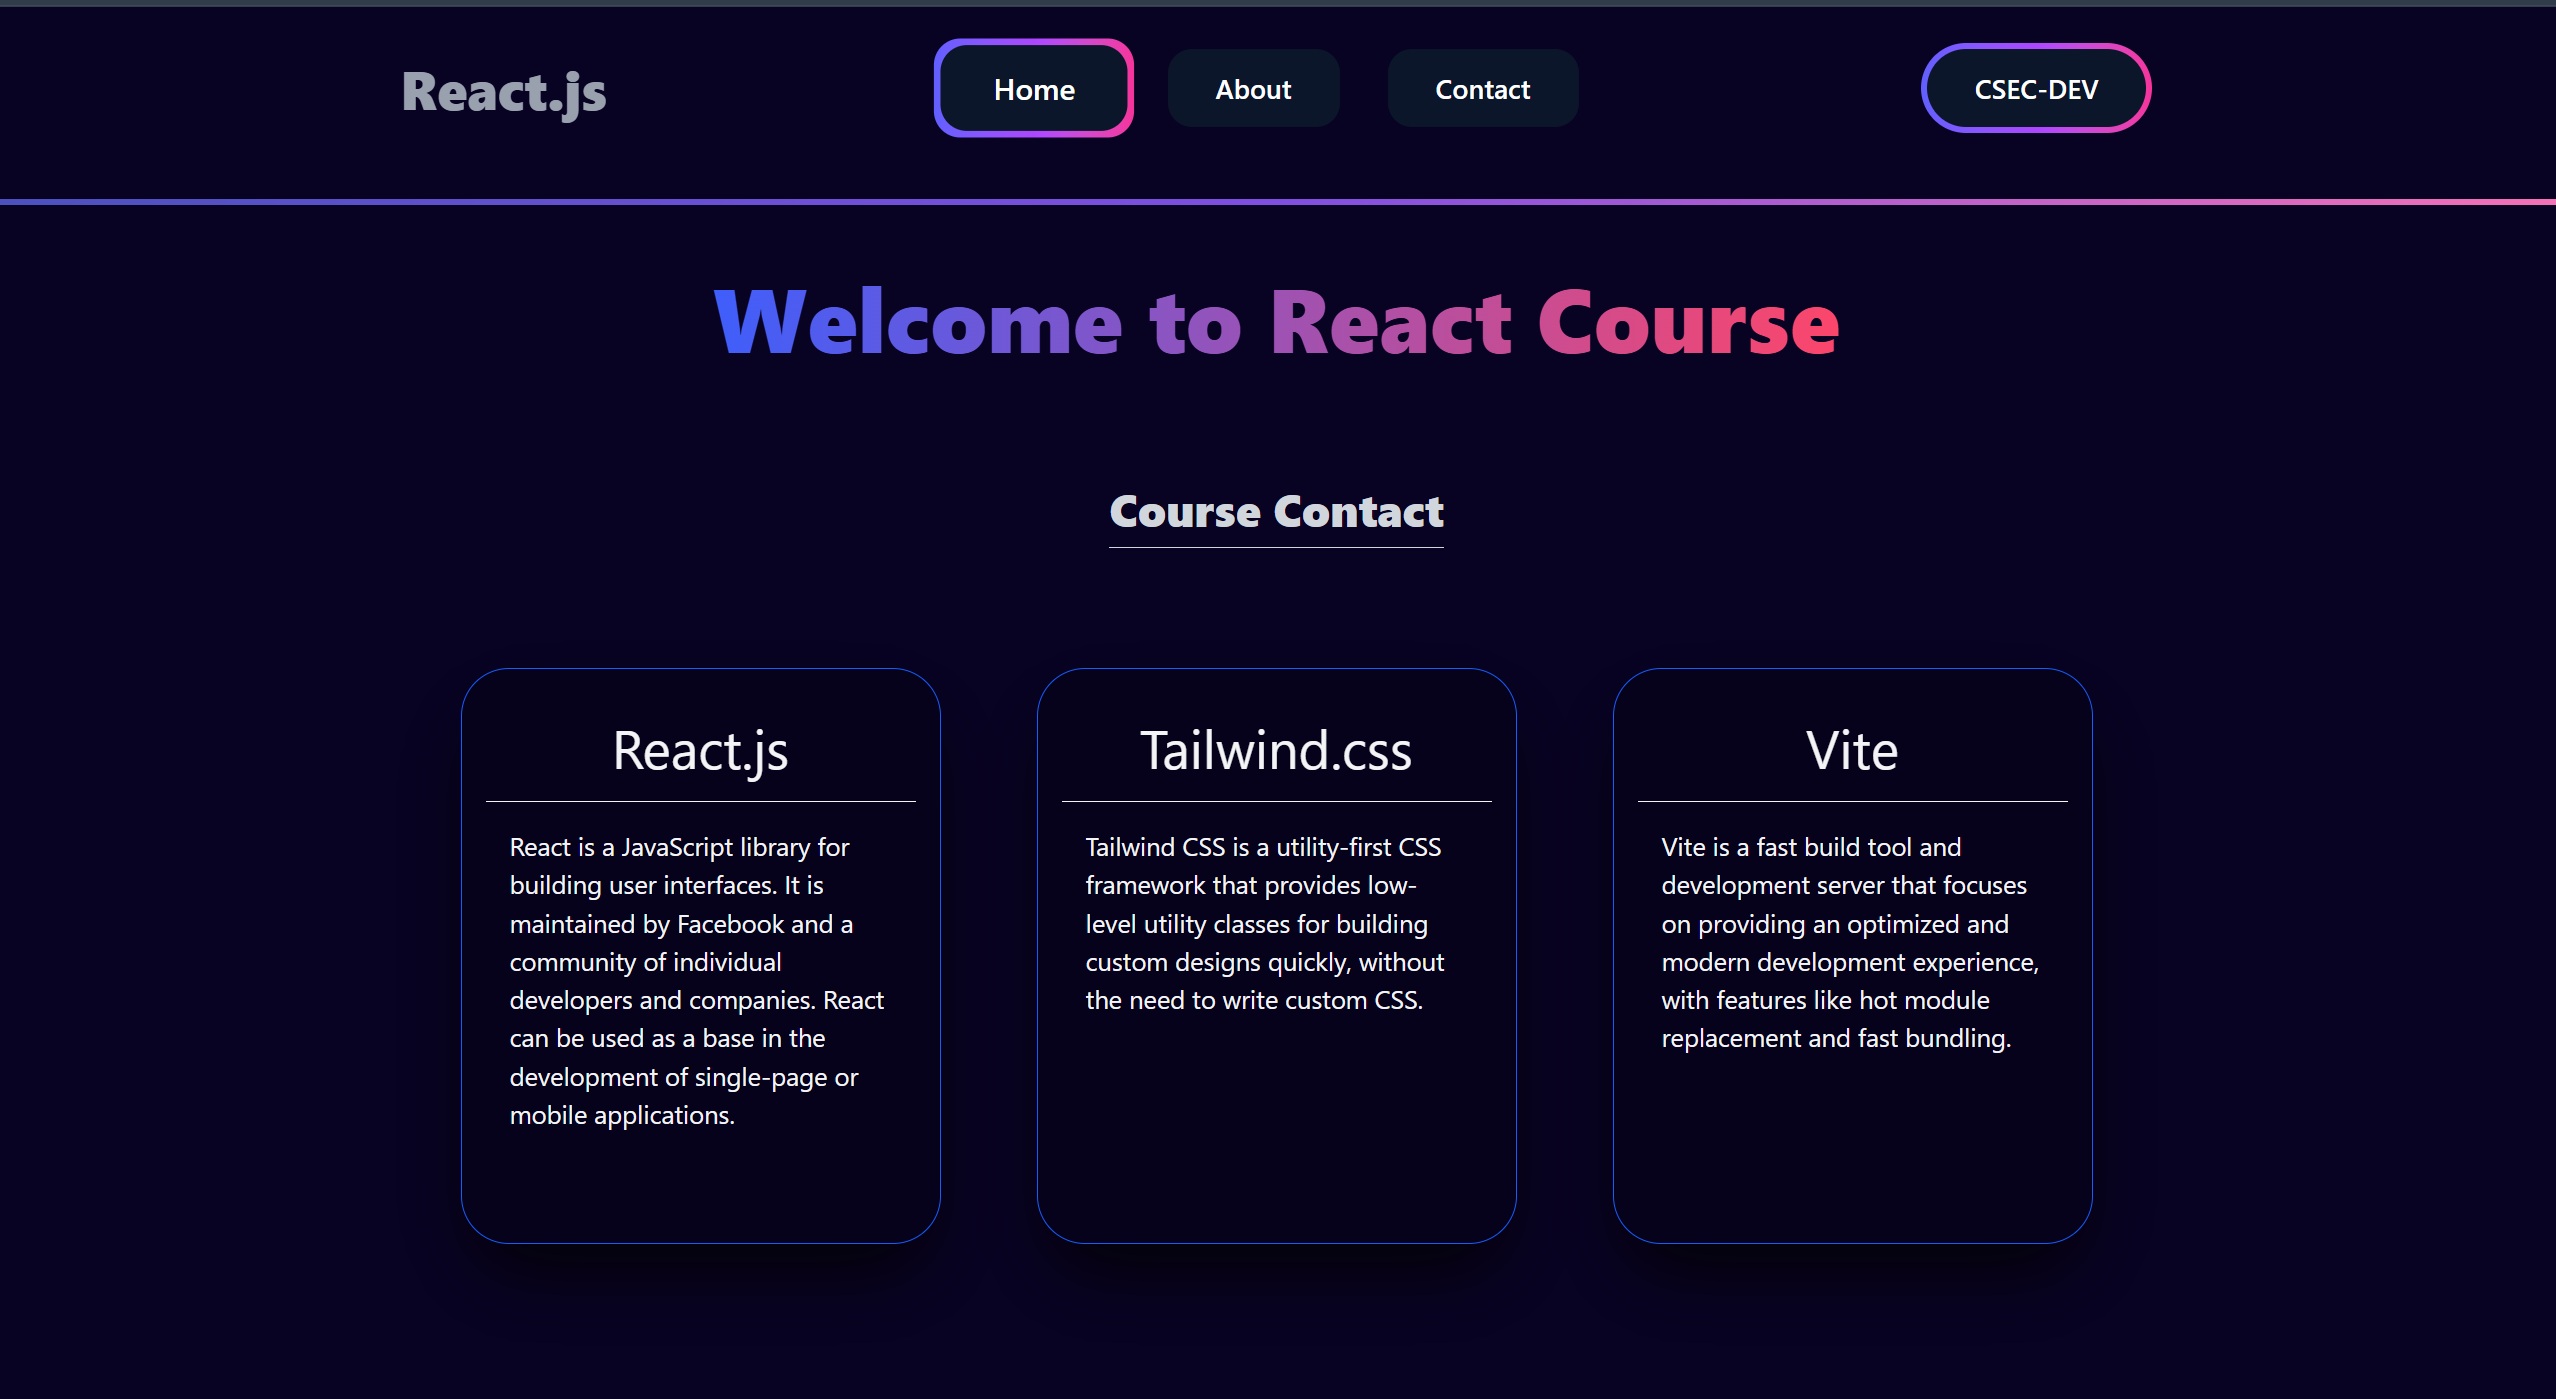 React.js
Home
About
Contact
CSEC-DEV
Welcome to React Course
Course Contact
React.js
React is a JavaScript library for
building user interfaces. It is
maintained by Facebook and a
community of individual
developers and companies. React
can be used as a base in the
development of single-page or
mobile applications.
Tailwind.css
Tailwind CSS is a utility-first CSS
framework that provides low-
level utility classes for building
custom designs quickly, without
the need to write custom CSS.
Vite
Vite is a fast build tool and
development server that focuses
on providing an optimized and
modern development experience,
with features like hot module
replacement and fast bundling.